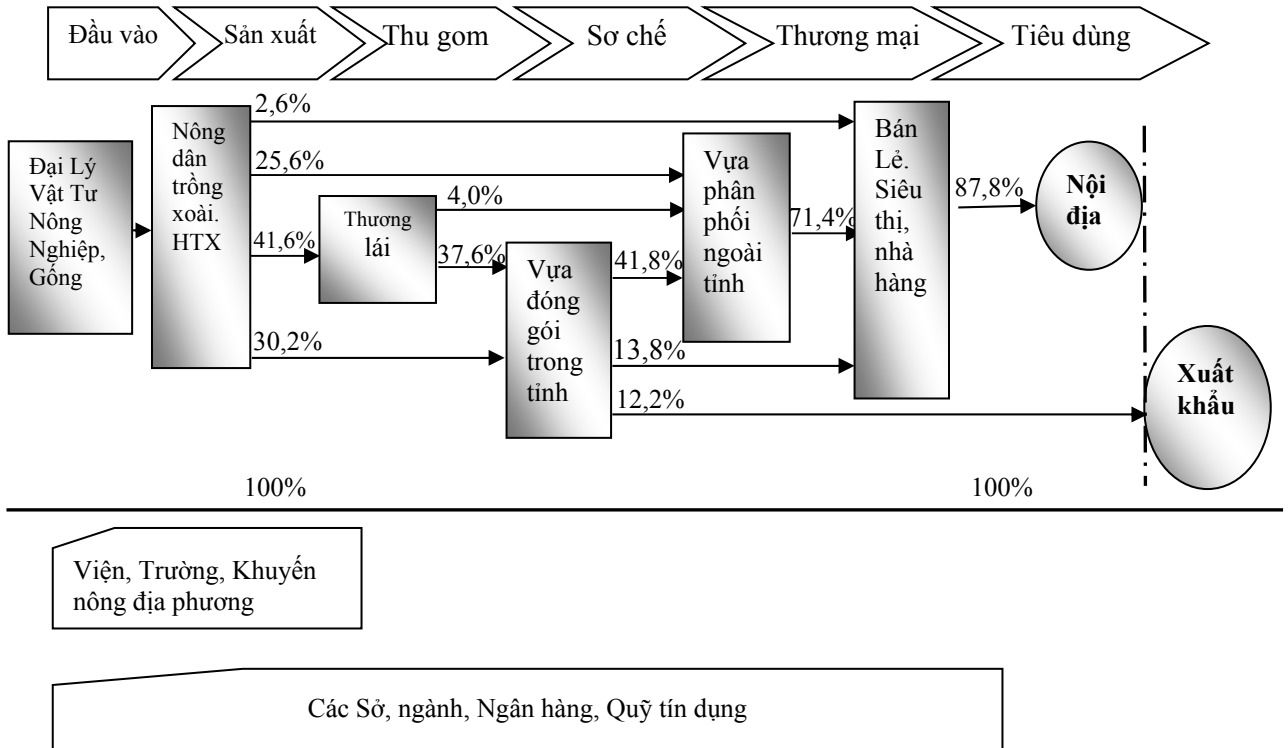 Đầu vào
Sản xuất
Thu gom
Sơ chế
Thương mại
Tiêu dùng
Đại Lý
Vật Tư
Nông
Nghiệp,
Gống
Nông
dân
trồng
xoài.
HTX
2,6%
25,6%
41,6%
30,2%
Thương
lái
4,0%
37,6%
Vựa
đóng
gói
trong
tỉnh
41,8%
13,8%
12,2%
Vựa
phân
phối
ngoài
tỉnh
71,4%
Bán
Lẻ.
Siêu
thị,
nhà
hàng
87,8%
Nội
địa
Xuất
khẩu
100%
100%
Viện, Trường, Khuyến
nông địa phương
Các Sở, ngành, Ngân hàng, Quỹ tín dụng